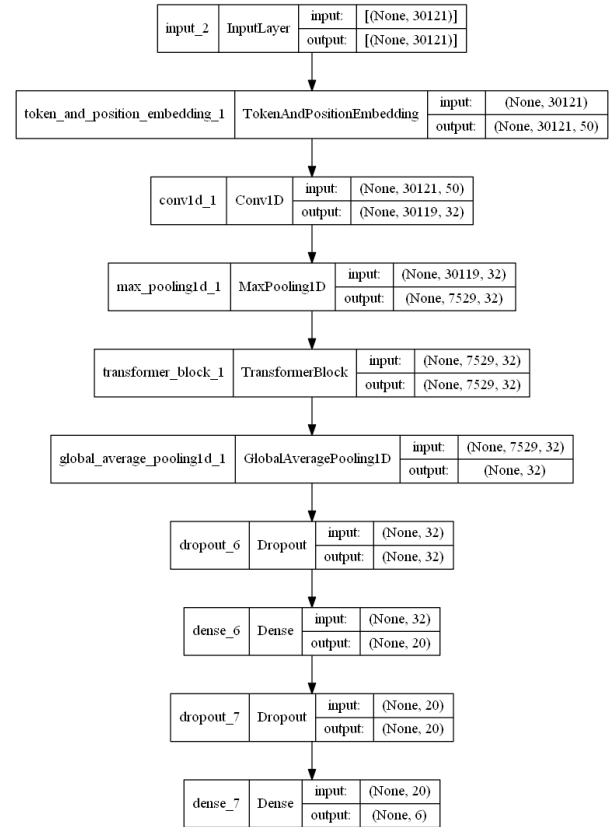 input_2 InputLayer input: [(None, 30121)]
output: [(None, 30121)]
token_and_position_embedding_1 TokenAndPositionEmbedding input: (None, 30121)
output: (None, 30121, 50)
conv1d_1 Conv1D input: (None, 30121, 50)
output: (None, 30119, 32)
max_pooling1d_1 MaxPooling1D input: (None, 30119, 32)
output: (None, 7529, 32)
transformer_block_1 TransformerBlock input: (None, 7529, 32)
output: (None, 7529, 32)
global_average_pooling1d_1 GlobalAveragePooling1D input: (None, 7529, 32)
output: (None, 32)
dropout_6 Dropout input: (None, 32)
output: (None, 32)
dense_6 Dense input: (None, 32)
output: (None, 20)
dropout_7 Dropout input: (None, 20)
output: (None, 20)
dense_7 Dense input: (None, 20)
output: (None, 6)